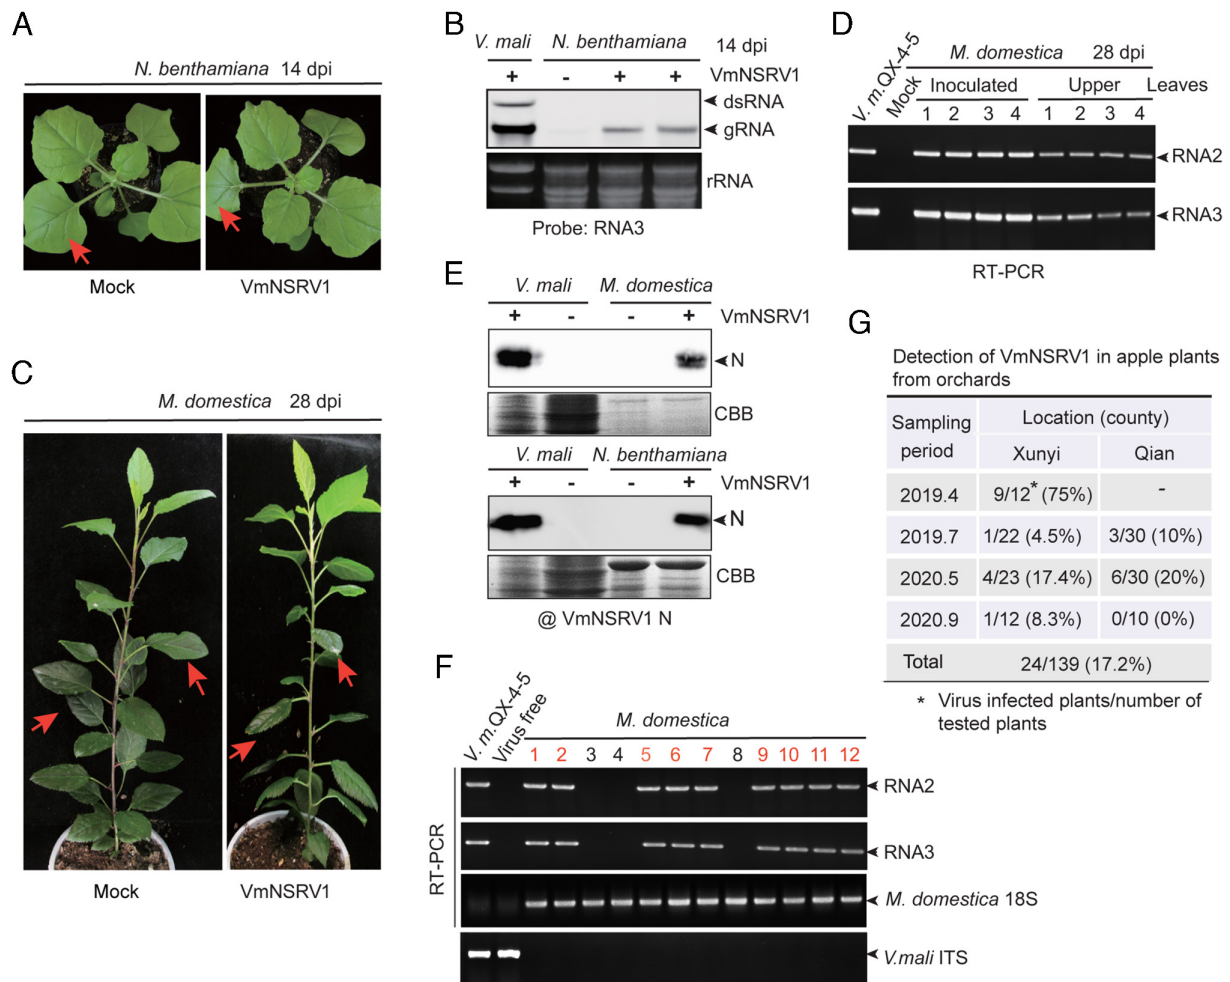 A
N. benthamiana 14 dpi
Mock
VmNSRV1
B
V. mali
N. benthamiana
14 dpi
+ - + + VmNSRV1
dsRNA
gRNA
rRNA
Probe: RNA3
C
M. domestica 28 dpi
Mock
VmNSRV1
D
V. m.QX-4-5
Mock
M. domestica 28 dpi
Inoculated Upper Leaves
1 2 3 4 1 2 3 4
RNA2
RNA3
RT-PCR
E
V. mali M. domestica
+ - - + VmNSRV1
N
CBB
V. mali N. benthamiana
+ - - + VmNSRV1
N
CBB
@ VmNSRV1 N
F
V. m.QX-4-5
Virus free
M. domestica
1 2 3 4 5 6 7 8 9 10 11 12
RT-PCR
RNA2
RNA3
M. domestica 18S
V.mali ITS
G
Detection of VmNSRV1 in apple plants
from orchards
Sampling
period
Location (county)
Xunyi Qian
2019.4 9/12* (75%) -
2019.7 1/22 (4.5%) 3/30 (10%)
2020.5 4/23 (17.4%) 6/30 (20%)
2020.9 1/12 (8.3%) 0/10 (0%)
Total 24/139 (17.2%)
* Virus infected plants/number of
tested plants